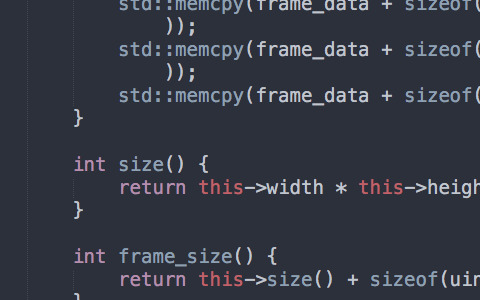 std::memcpy(frame_data + sizeof(
));
std::memcpy(frame_data + sizeof(
));
std::memcpy(frame_data + sizeof(
}
int size() {
return this->width * this->heigh
}
int frame_size() {
return this->size() + sizeof(uin
}